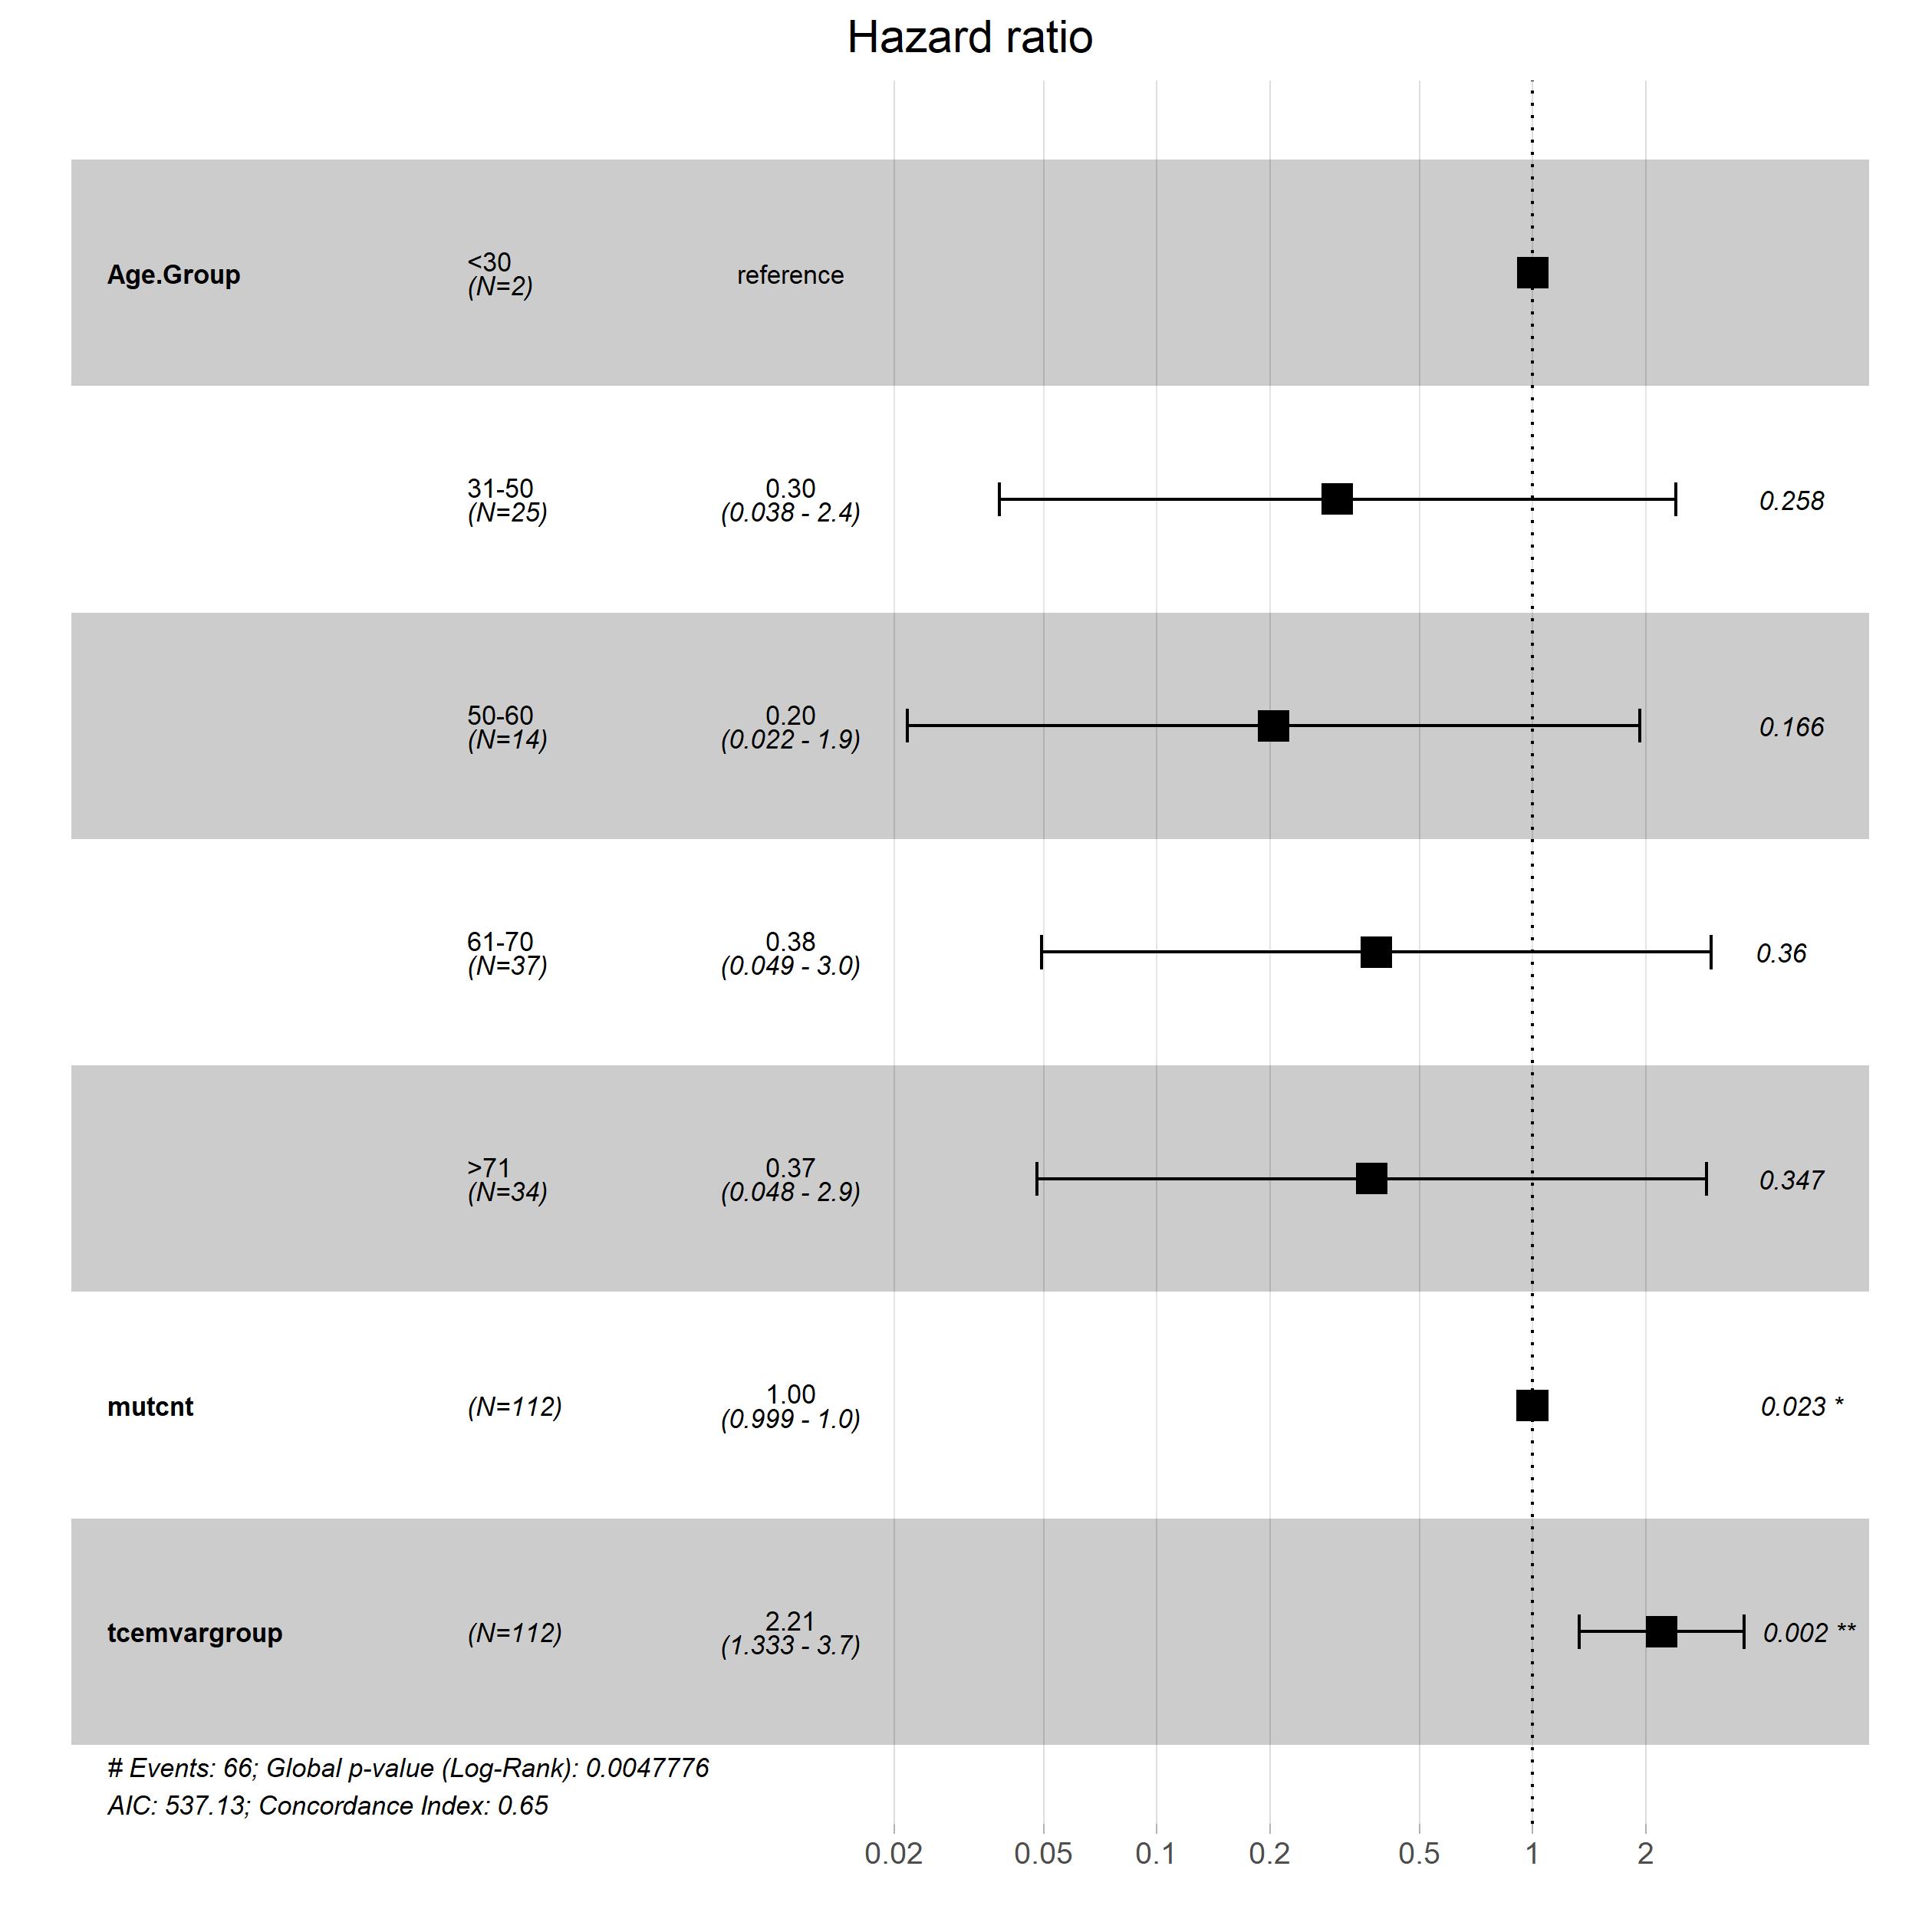 Hazard ratio
Age.Group
<30
(N=2)
reference
31-50
(N=25)
0.30
(0.038 - 2.4)
0.258
50-60
(N=14)
0.20
(0.022 - 1.9)
0.166
61-70
(N=37)
0.38
(0.049 - 3.0)
0.36
>71
(N=34)
0.37
(0.048 - 2.9)
0.347
mutcnt
(N=112)
1.00
(0.999 - 1.0)
0.023 *
tcemvargroup
(N=112)
2.21
(1.333 - 3.7)
0.002 **
# Events: 66; Global p-value (Log-Rank): 0.0047776
AIC: 537.13; Concordance Index: 0.65
0.02 0.05 0.1 0.2 0.5 1 2